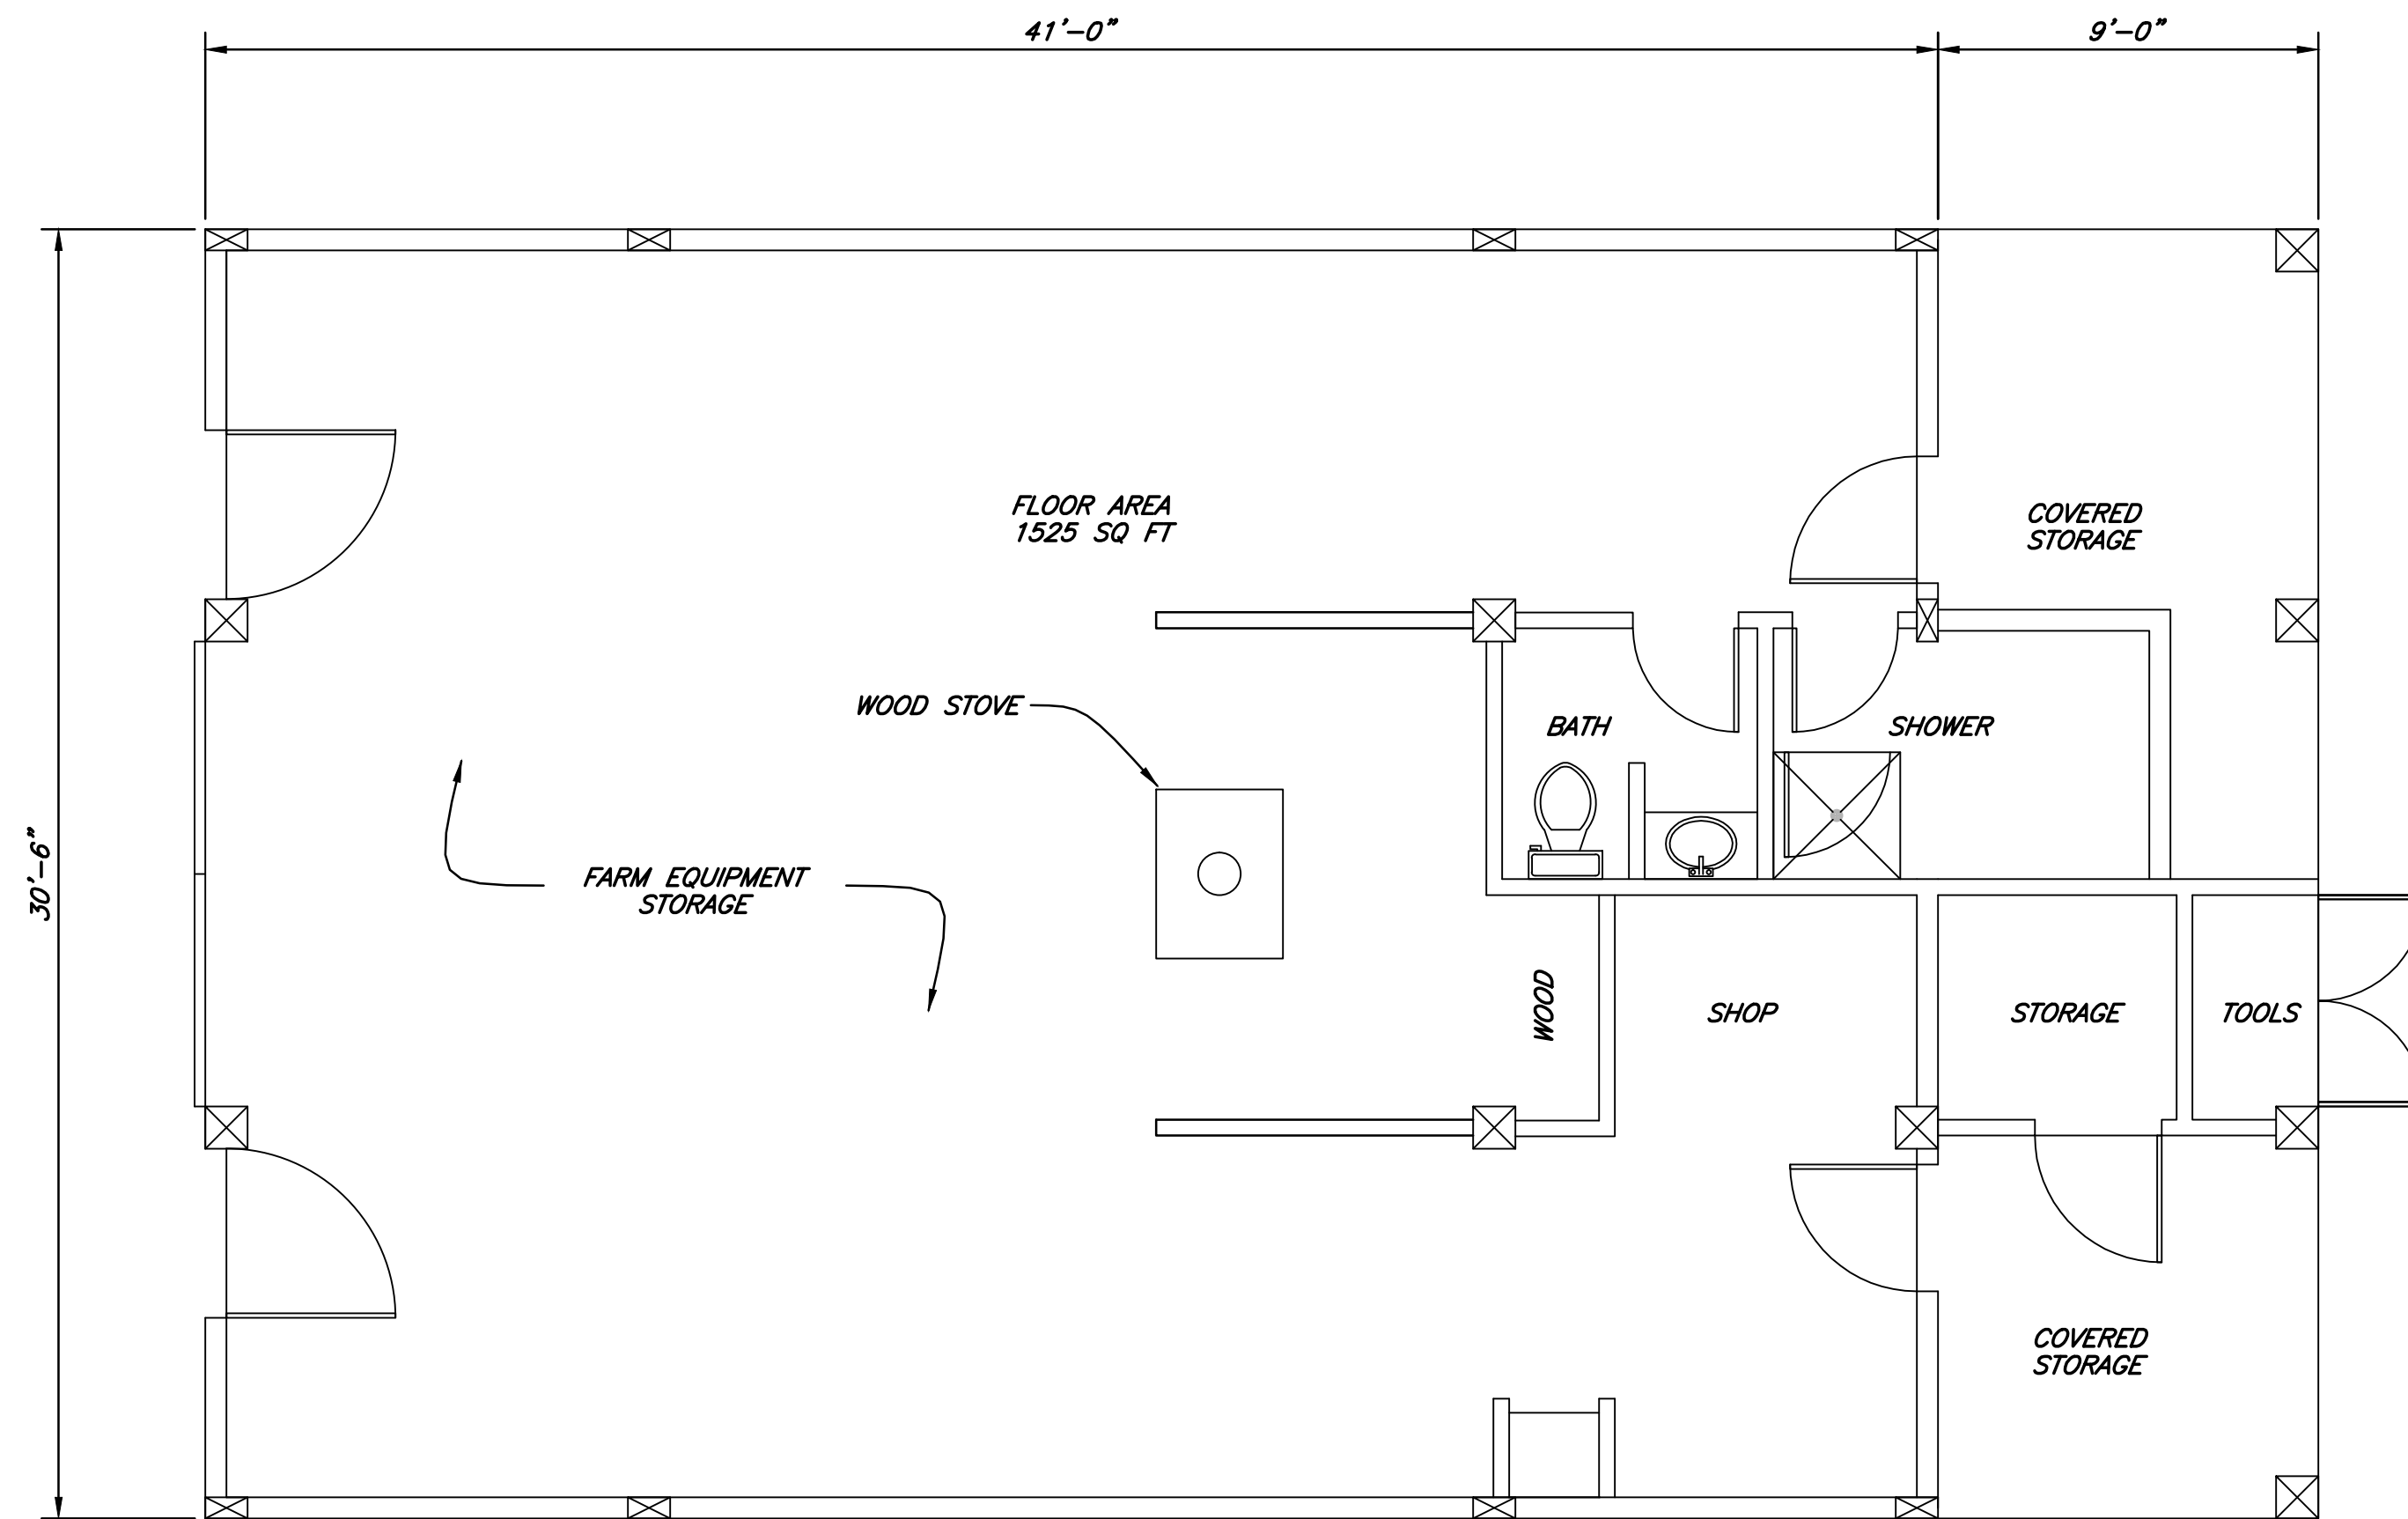 41'-0"
9'-0"
FLOOR AREA
1525 SQ FT
COVERED
STORAGE
WOOD STOVE
BATH
SHOWER
30'-6"
FARM EQUIPMENT
STORAGE
WOOD
SHOP
STORAGE
TOOLS
COVERED
STORAGE